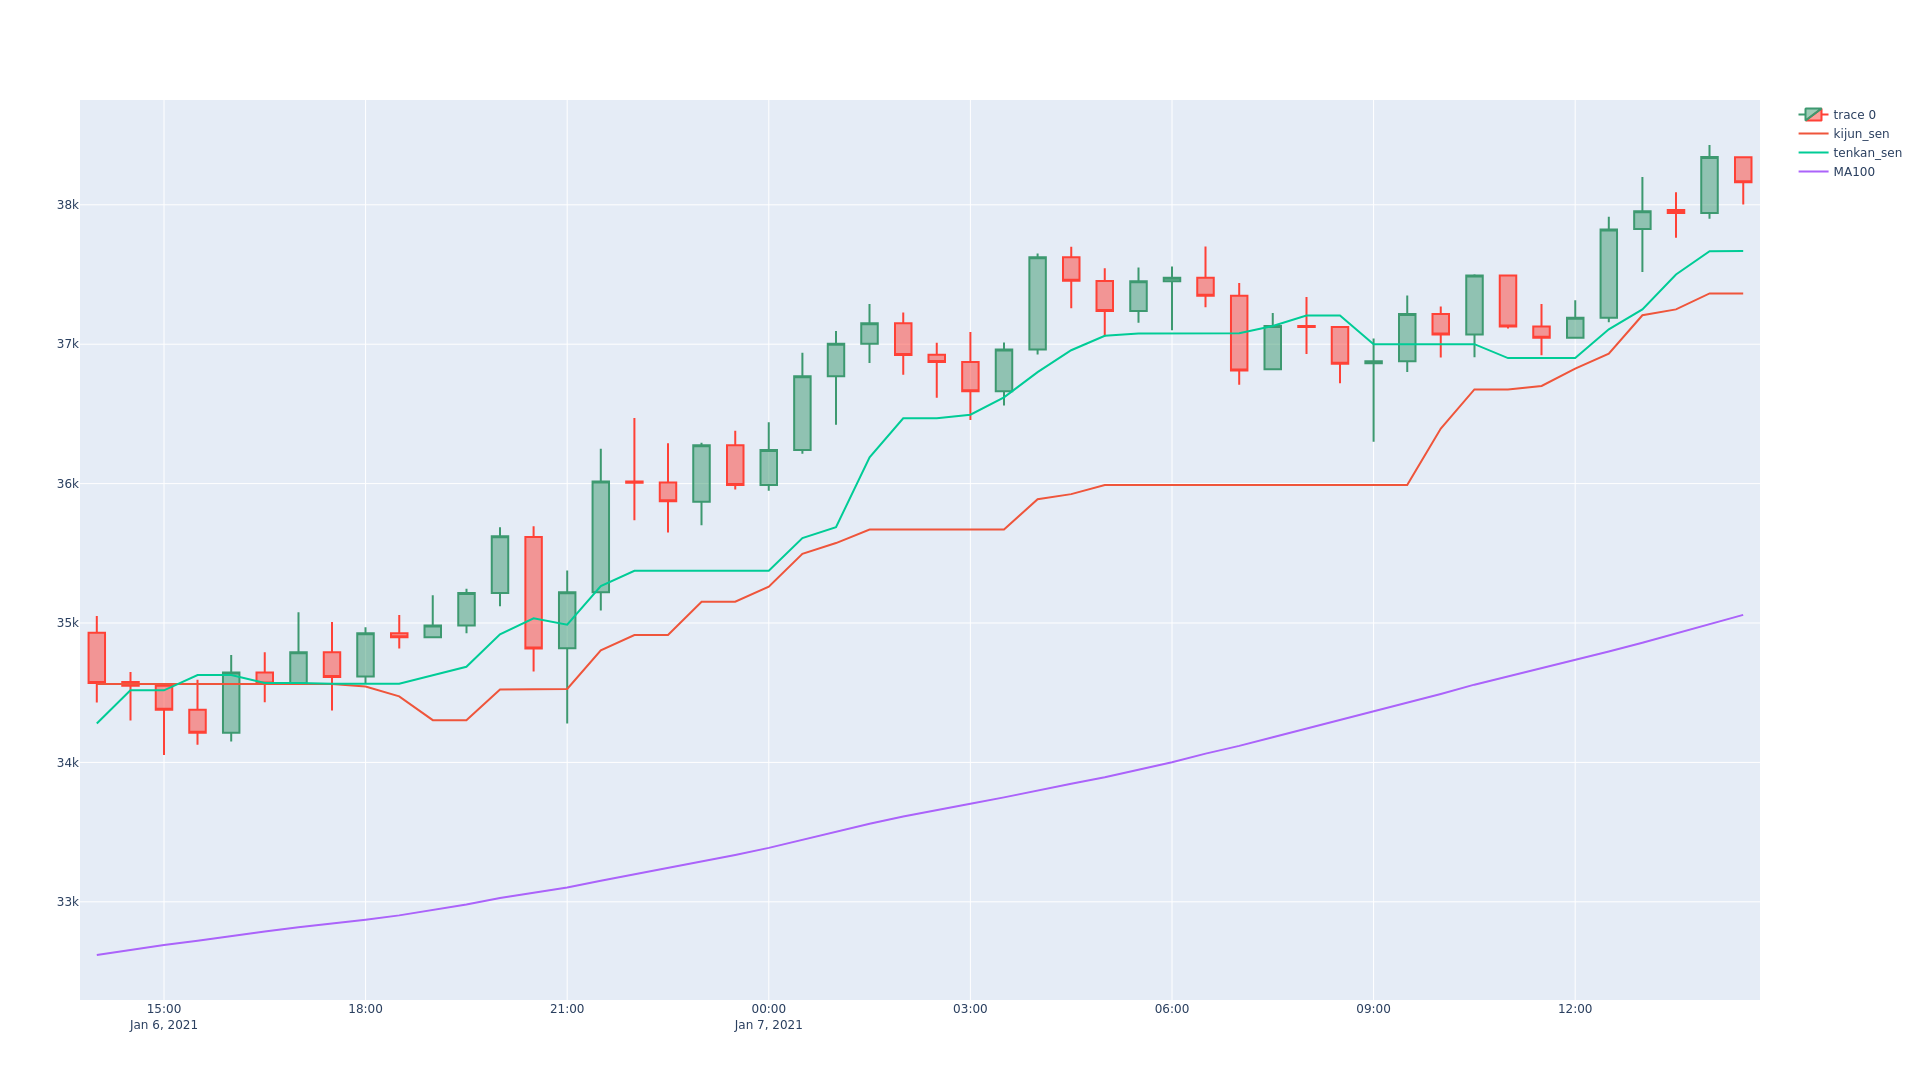 trace 0
kijun_sen
tenkan_sen
MA100
38k
37k
36k
35k
34k
33k
15:00 18:00 21:00 00:00 03:00 06:00 09:00 12:00
Jan 6, 2021 Jan 7, 2021